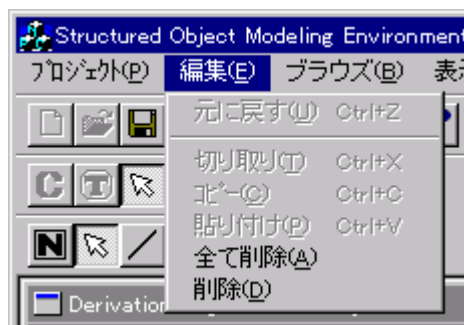 Structured Object Modeling Environment
ﾌﾟﾛｼﾞｪｸﾄ(P) 編集(E) ブラウズ(B) 表示
元に戻す(U) Ctrl+Z
切り取り(T) Ctrl+X
ｺﾋﾟｰ(C) Ctrl+C
貼り付け(P) Ctrl+V
全て削除(A)
削除(D)
C T
N
Derivation